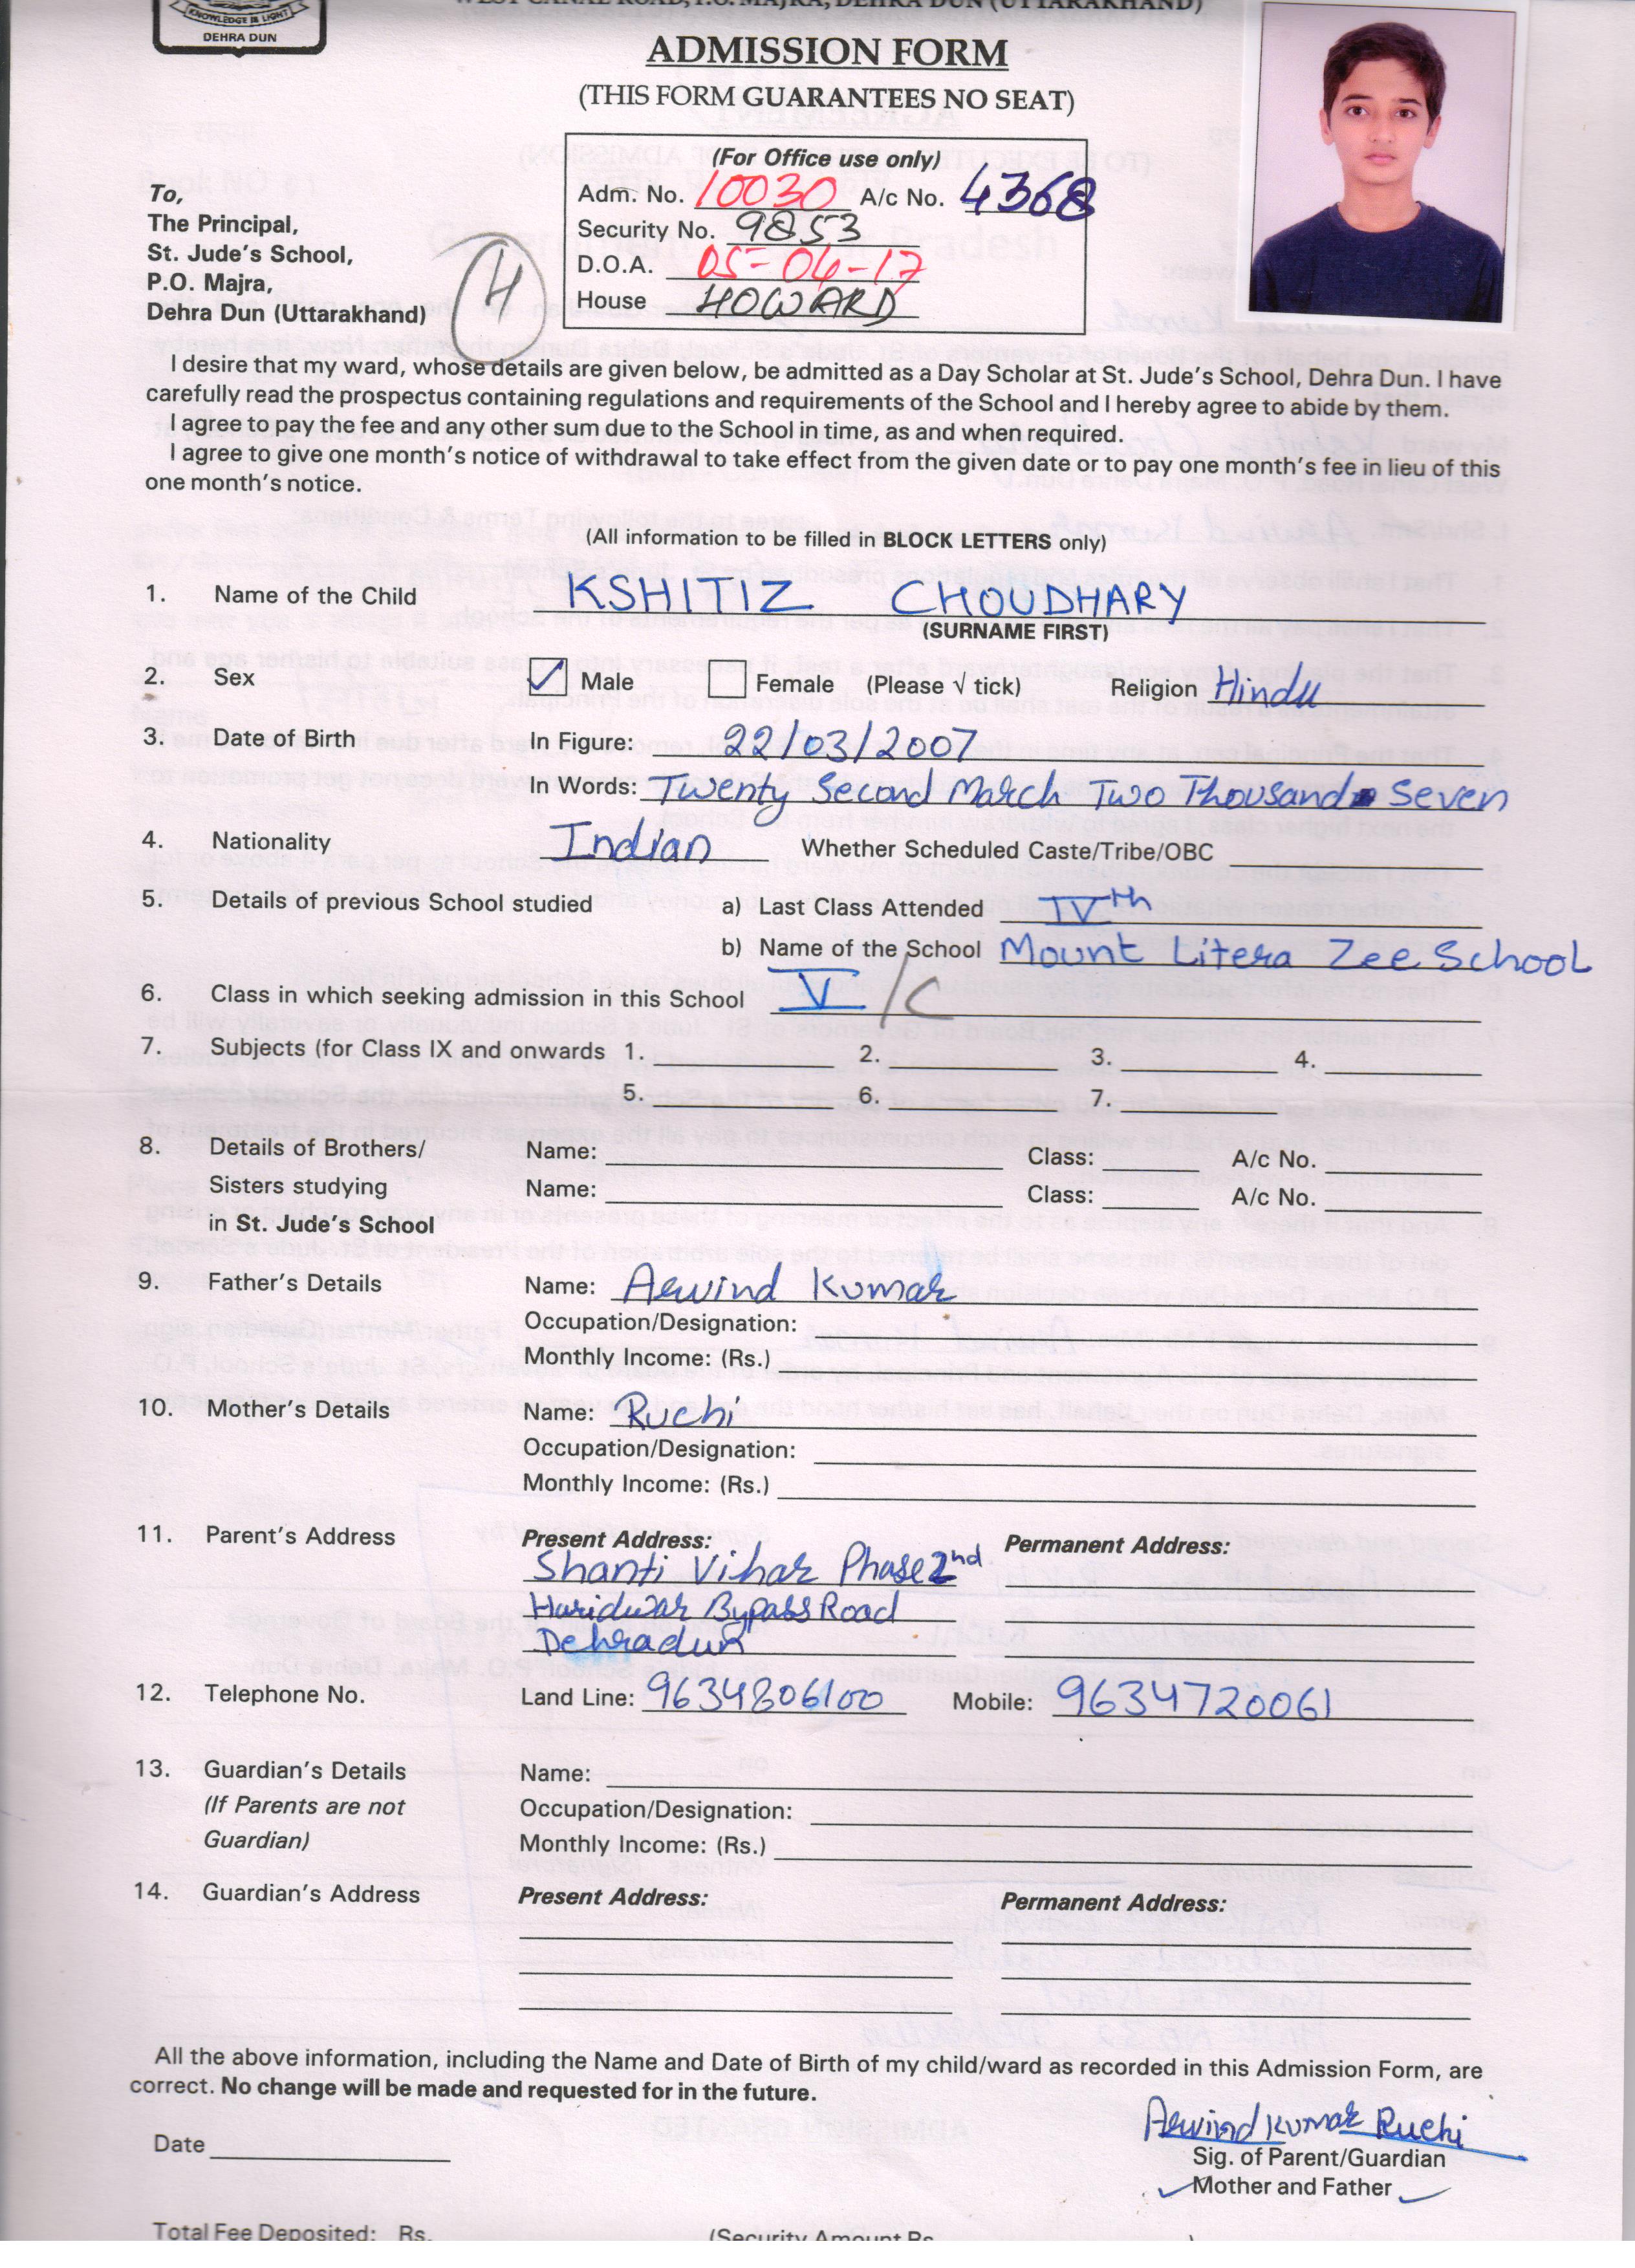 KNOWLEDGE IS LIGHT
DEHRA DUN
WEST CANAL ROAD, P.O. MAJRA, DEHRA DUN (UTTARAKHAND)
ADMISSION FORM
(THIS FORM GUARANTEES NO SEAT)
(For Office use only)
Adm. No. 10030 A/c No. 4368
Security No. 9853
D.O.A. 05-04-17
House HOWARD
To,
The Principal,
St. Jude's School,
P.O. Majra,
Dehra Dun (Uttarakhand)
H
I desire that my ward, whose details are given below, be admitted as a Day Scholar at St. Jude's School, Dehra Dun. I have
carefully read the prospectus containing regulations and requirements of the School and I hereby agree to abide by them.
I agree to pay the fee and any other sum due to the School in time, as and when required.
I agree to give one month's notice of withdrawal to take effect from the given date or to pay one month's fee in lieu of this
one month's notice.
(All information to be filled in BLOCK LETTERS only)
1. Name of the Child KSHITIZ CHOUDHARY
(SURNAME FIRST)
2. Sex ✓ Male Female (Please √ tick) Religion Hindu
3. Date of Birth In Figure: 22/03/2007
In Words: Twenty Second March Two Thousand Seven
4. Nationality Indian Whether Scheduled Caste/Tribe/OBC
5. Details of previous School studied a) Last Class Attended IVth
b) Name of the School Mount Litera Zee School
6. Class in which seeking admission in this School V/C
7. Subjects (for Class IX and onwards 1. 2. 3. 4.
5. 6. 7.
8. Details of Brothers/ Name: Class: A/c No.
Sisters studying Name: Class: A/c No.
in St. Jude's School
9. Father's Details Name: Arwind Kumar
Occupation/Designation:
Monthly Income: (Rs.)
10. Mother's Details Name: Ruchi
Occupation/Designation:
Monthly Income: (Rs.)
11. Parent's Address Present Address: Permanent Address:
Shanti Vihar Phase 2nd
Haridwar Bypass Road
Dehradun
12. Telephone No. Land Line: 9634806100 Mobile: 9634720061
13. Guardian's Details Name:
(If Parents are not Occupation/Designation:
Guardian) Monthly Income: (Rs.)
14. Guardian's Address Present Address: Permanent Address:
All the above information, including the Name and Date of Birth of my child/ward as recorded in this Admission Form, are
correct. No change will be made and requested for in the future.
Arwind Kumar Ruchi
Date
Sig. of Parent/Guardian
✓ Mother and Father ✓
Total Fee Deposited: Rs. (Security Amount Rs. )